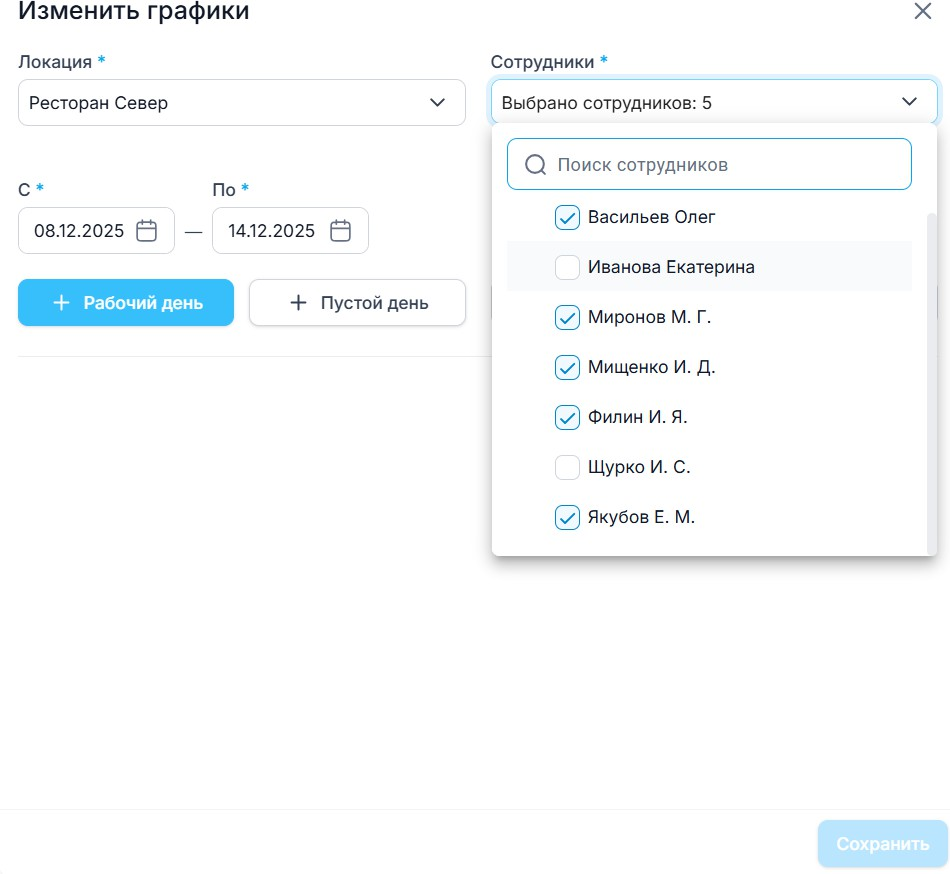 Изменить графики
Локация *
Ресторан Север
Сотрудники *
Выбрано сотрудников: 5
Поиск сотрудников
Васильев Олег
Иванова Екатерина
Миронов М. Г.
Мищенко И. Д.
Филин И. Я.
Щурко И. С.
Якубов Е. М.
С *
По *
08.12.2025 — 14.12.2025
+ Рабочий день
+ Пустой день
Сохранить